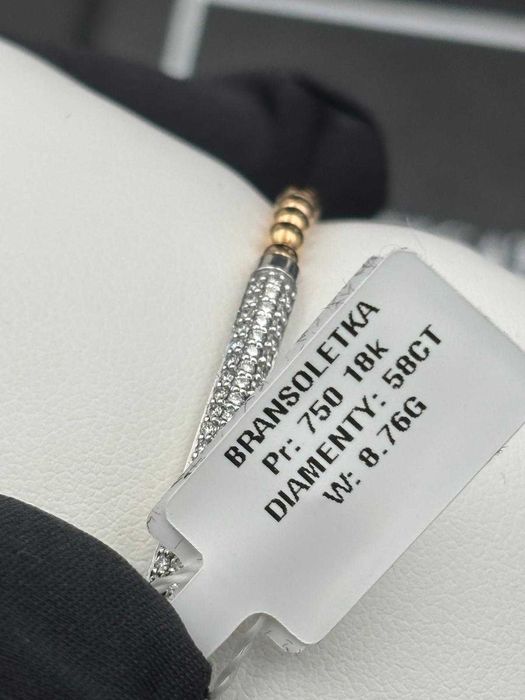 BRANSOLETKA
Pr: 750 18k
DIAMENTY: 58CT
W: 8.76G